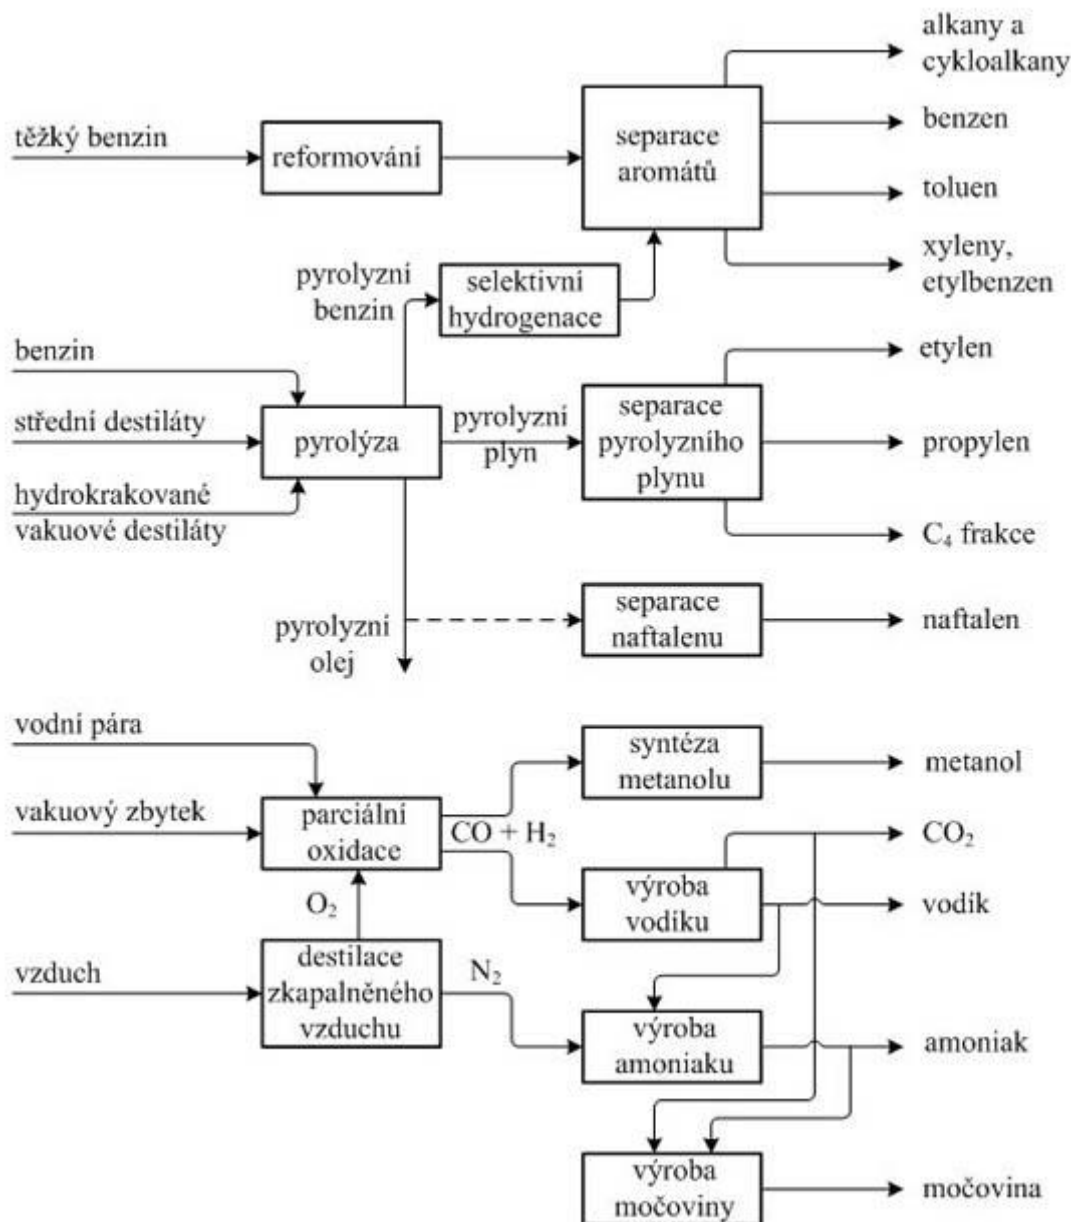 alkany a
cykloalkany
těžký benzin
reformování
separace
aromátů
benzen
toluen
xyleny,
etylbenzen
pyrolyzní
benzin
selektivní
hydrogenace
benzin
střední destiláty
hydrokrakované
vakuové destiláty
pyrolýza
pyrolyzní
plyn
separace
pyrolyzního
plynu
etylen
propylen
C₄ frakce
pyrolyzní
olej
separace
naftalenu
naftalen
vodní pára
vakuový zbytek
parciální
oxidace
CO + H₂
syntéza
metanolu
metanol
CO₂
výroba
vodíku
vodík
O₂
vzduch
destilace
zkapalněného
vzduchu
N₂
výroba
amoniaku
amoniak
výroba
močoviny
močovina